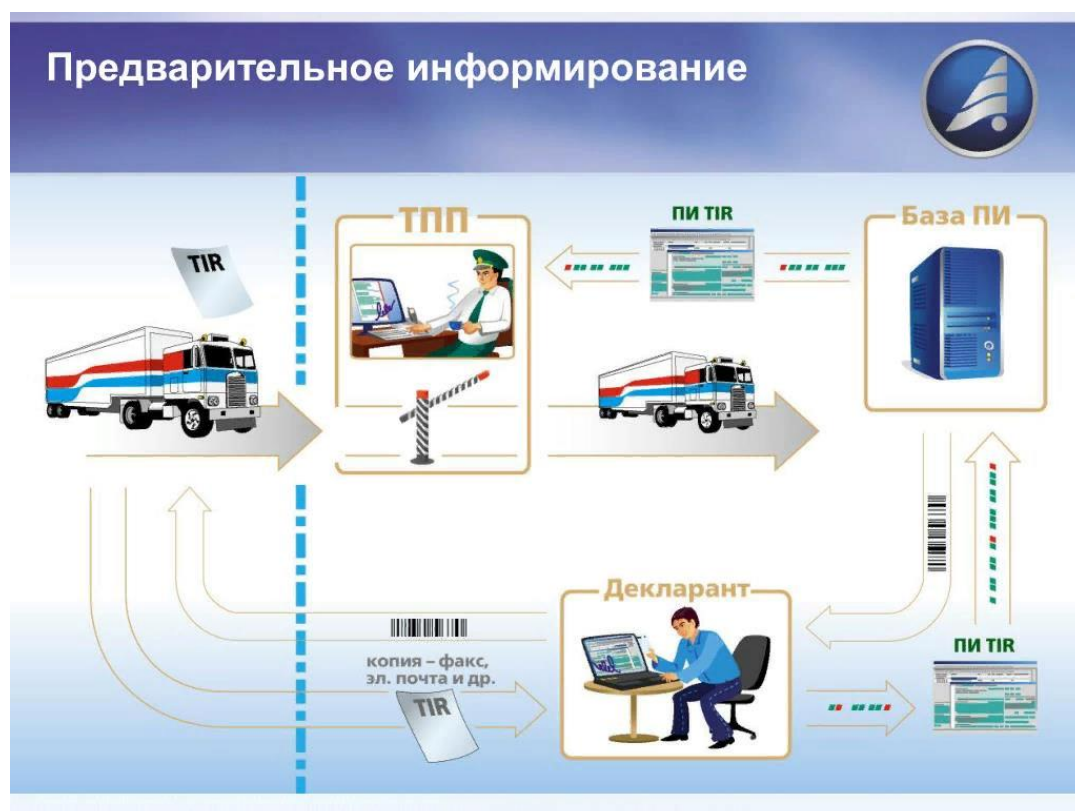 Предварительное информирование
ТПП
ПИ TIR
База ПИ
TIR
Декларант
копия – факс,
эл. почта и др.
TIR
ПИ TIR